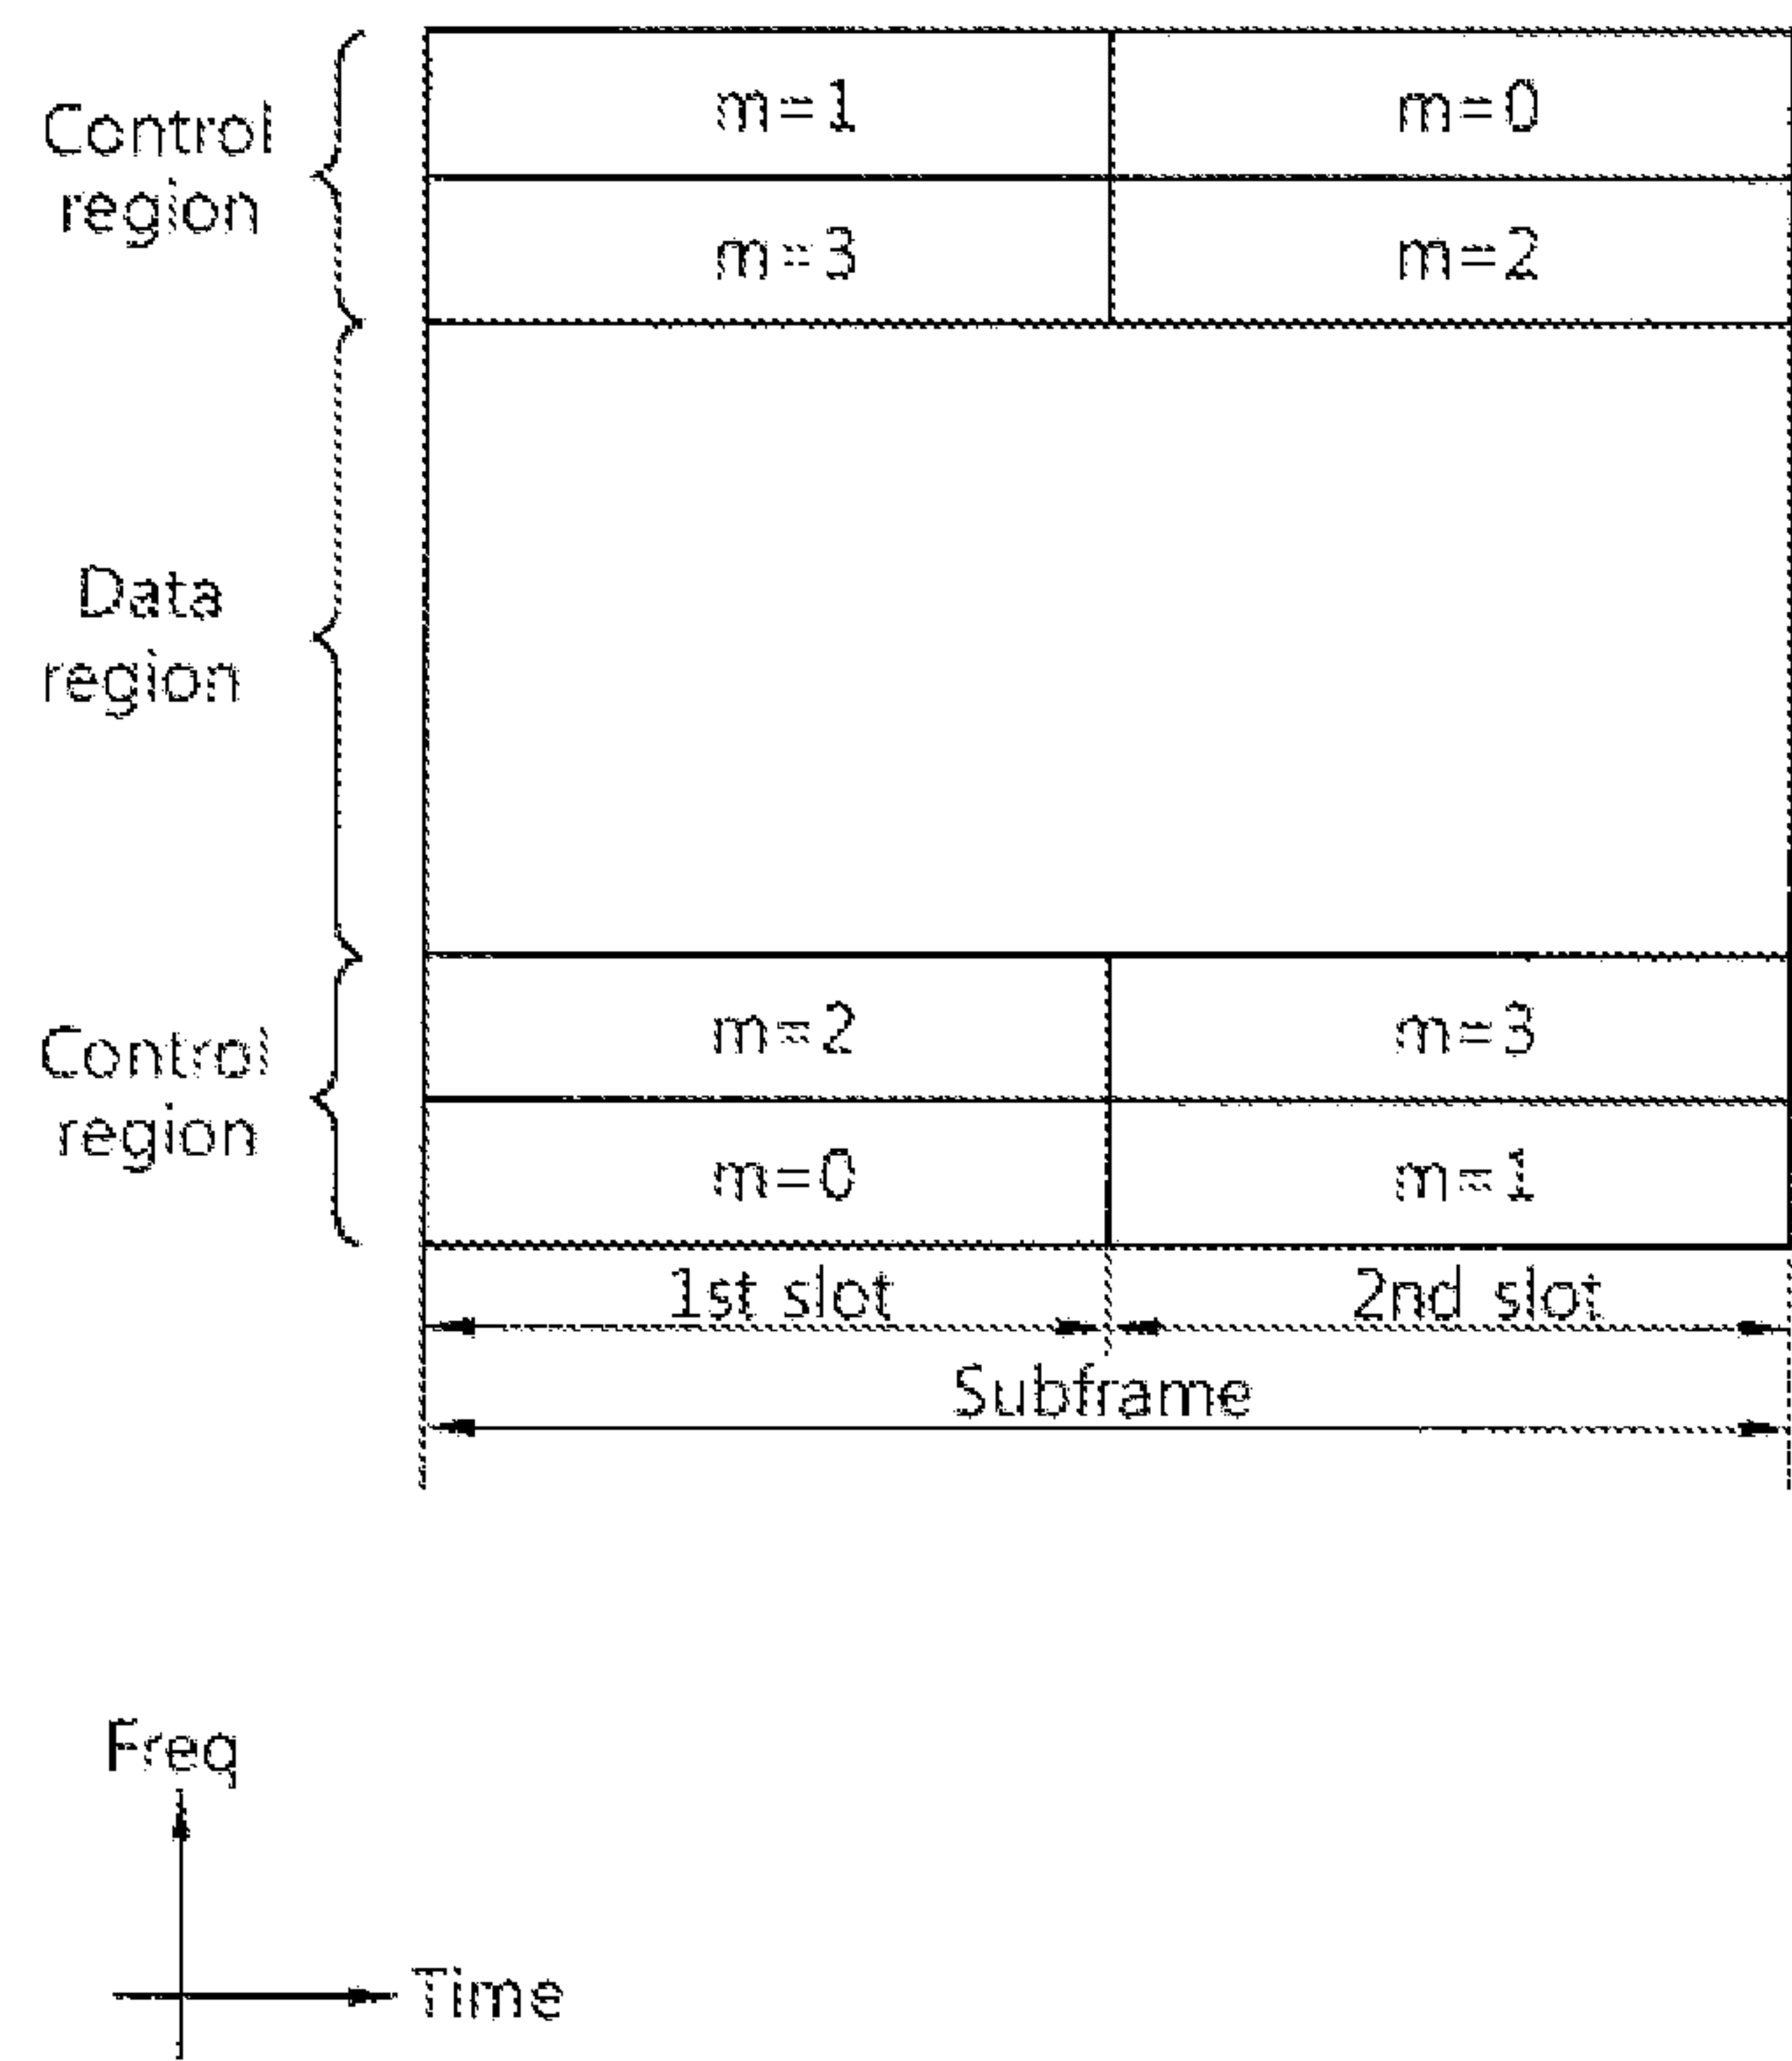 m=1 m=0
Control
region
m=3 m=2
Data
region
m=2 m=3
Control
region
m=0 m=1
1st slot 2nd slot
Subframe
Freq
Time